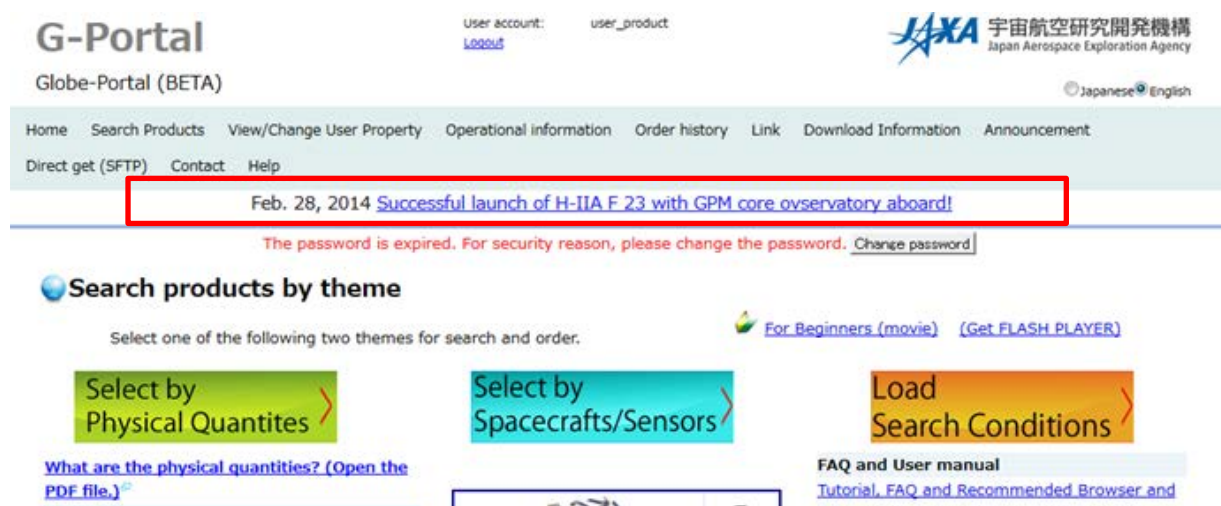 G-Portal
User account: user_product
Logout
JAXA 宇宙航空研究開発機構
Japan Aerospace Exploration Agency
Globe-Portal (BETA)
Japanese English
Home Search Products View/Change User Property Operational information Order history Link Download Information Announcement
Direct get (SFTP) Contact Help
Feb. 28, 2014 Successful launch of H-IIA F 23 with GPM core ovservatory aboard!
The password is expired. For security reason, please change the password. Change password
Search products by theme
Select one of the following two themes for search and order.
For Beginners (movie) (Get FLASH PLAYER)
Select by
Physical Quantites
Select by
Spacecrafts/Sensors
Load
Search Conditions
What are the physical quantities? (Open the
PDF file.)
FAQ and User manual
Tutorial, FAQ and Recommended Browser and